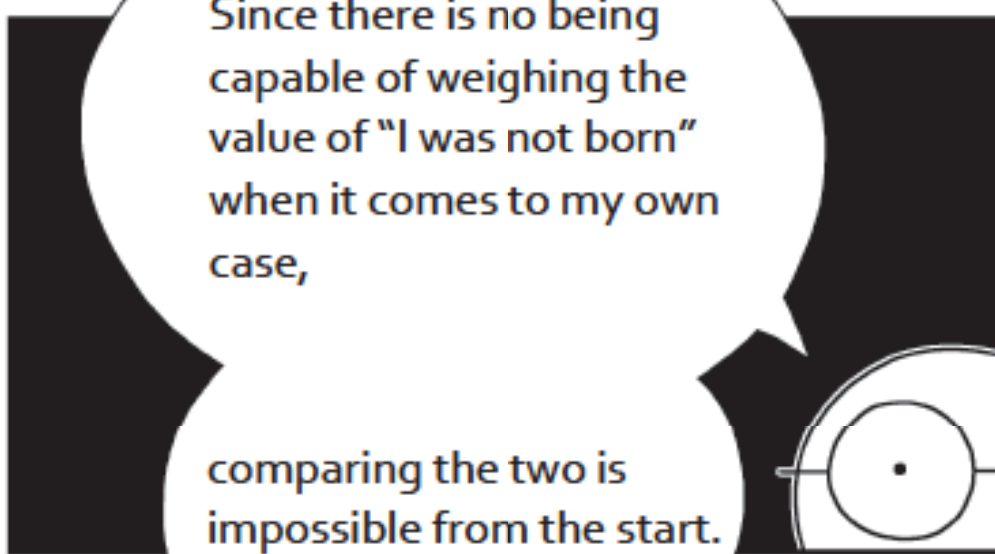 Since there is no being
capable of weighing the
value of “I was not born”
when it comes to my own
case,
comparing the two is
impossible from the start.